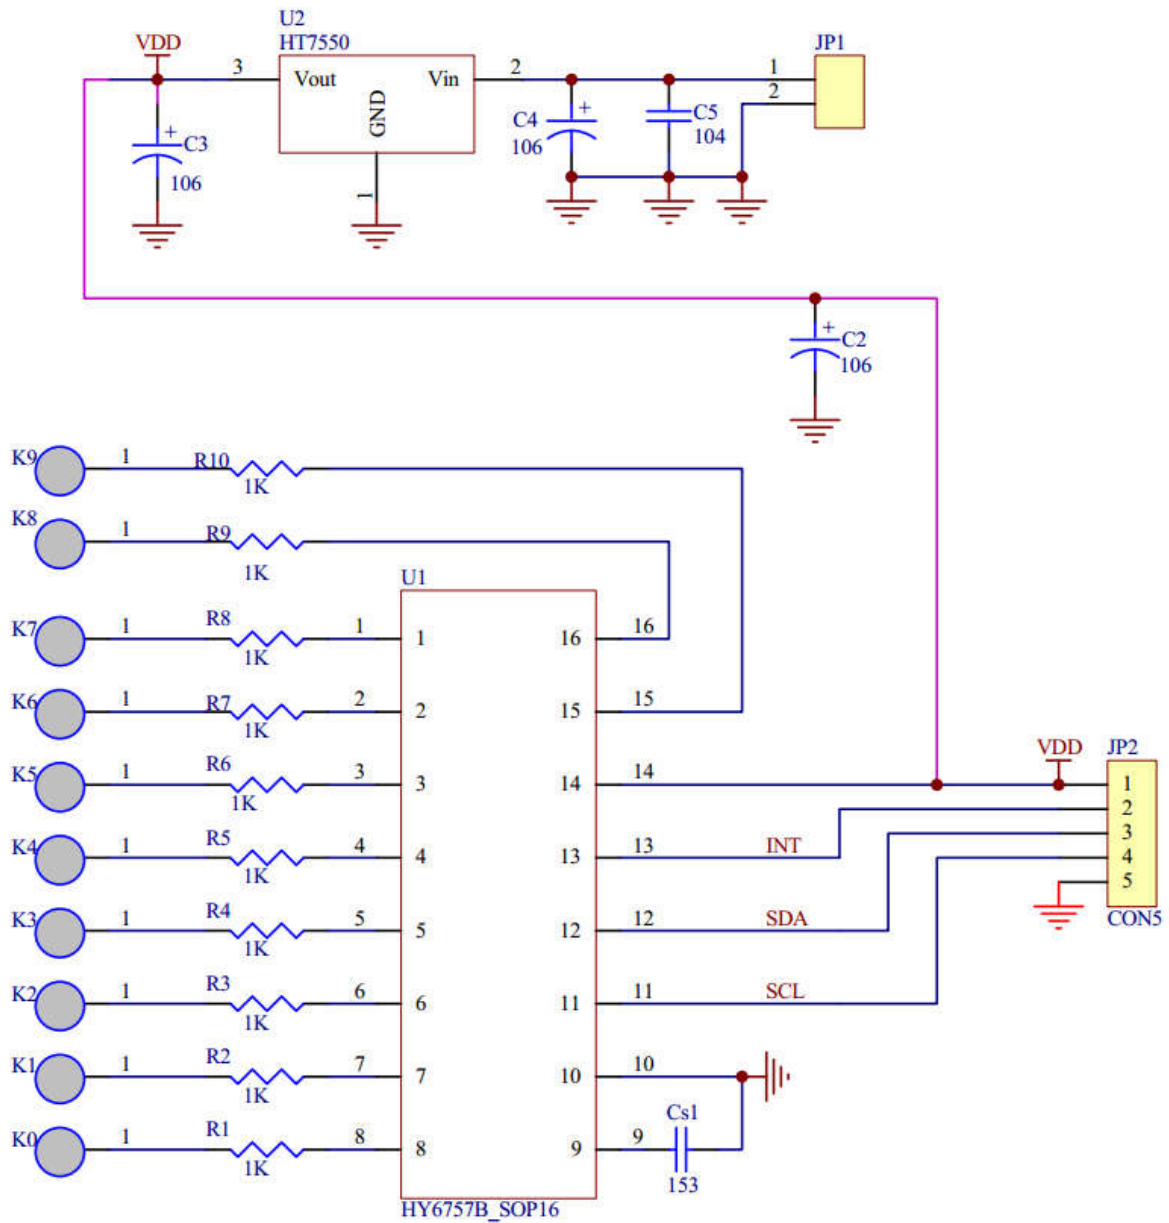 U2
HT7550
VDD
JP1
3
Vout
Vin
2
1
2
GND
1
C3
106
C4
106
C5
104
C2
106
K9
1
R10
1K
K8
1
R9
1K
U1
K7
1
R8
1K
1
1
16
16
K6
1
R7
1K
2
2
15
15
K5
1
R6
1K
3
3
14
14
VDD
JP2
1
2
3
4
5
CON5
K4
1
R5
1K
4
4
13
13
INT
K3
1
R4
1K
5
5
12
12
SDA
K2
1
R3
1K
6
6
11
11
SCL
K1
1
R2
1K
7
7
10
10
K0
1
R1
1K
8
8
9
9
Cs1
153
HY6757B_SOP16
+
+
+